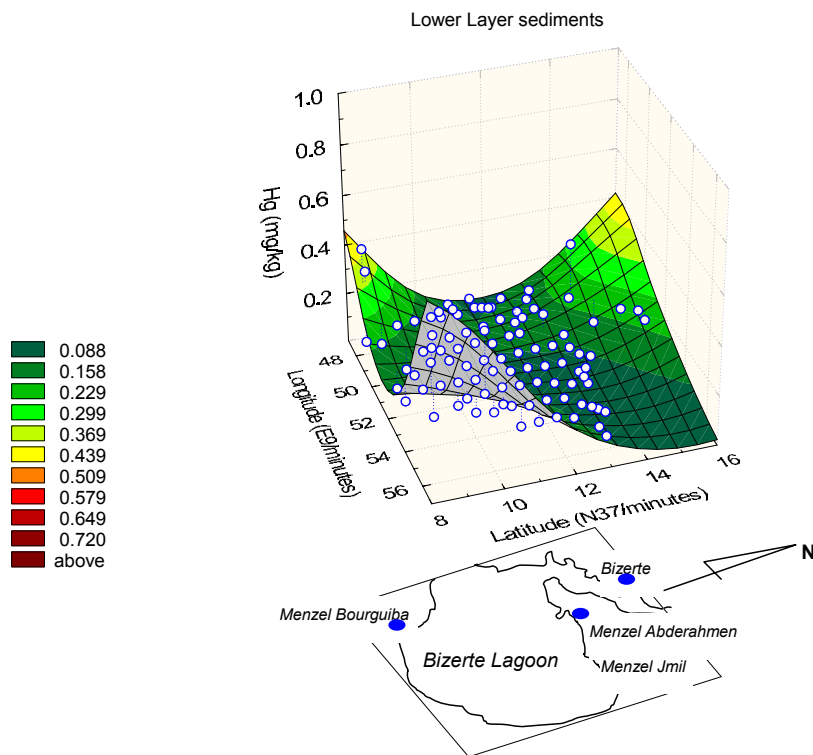 Lower Layer sediments
Hg (mg/kg)
1.0
0.8
0.6
0.4
0.2
Longitude (E9/minutes)
48
50
52
54
56
Latitude (N37/minutes)
8
10
12
14
16
0.088
0.158
0.229
0.299
0.369
0.439
0.509
0.579
0.649
0.720
above
N
Bizerte
Menzel Bourguiba
Menzel Abderahmen
Bizerte Lagoon
Menzel Jmil